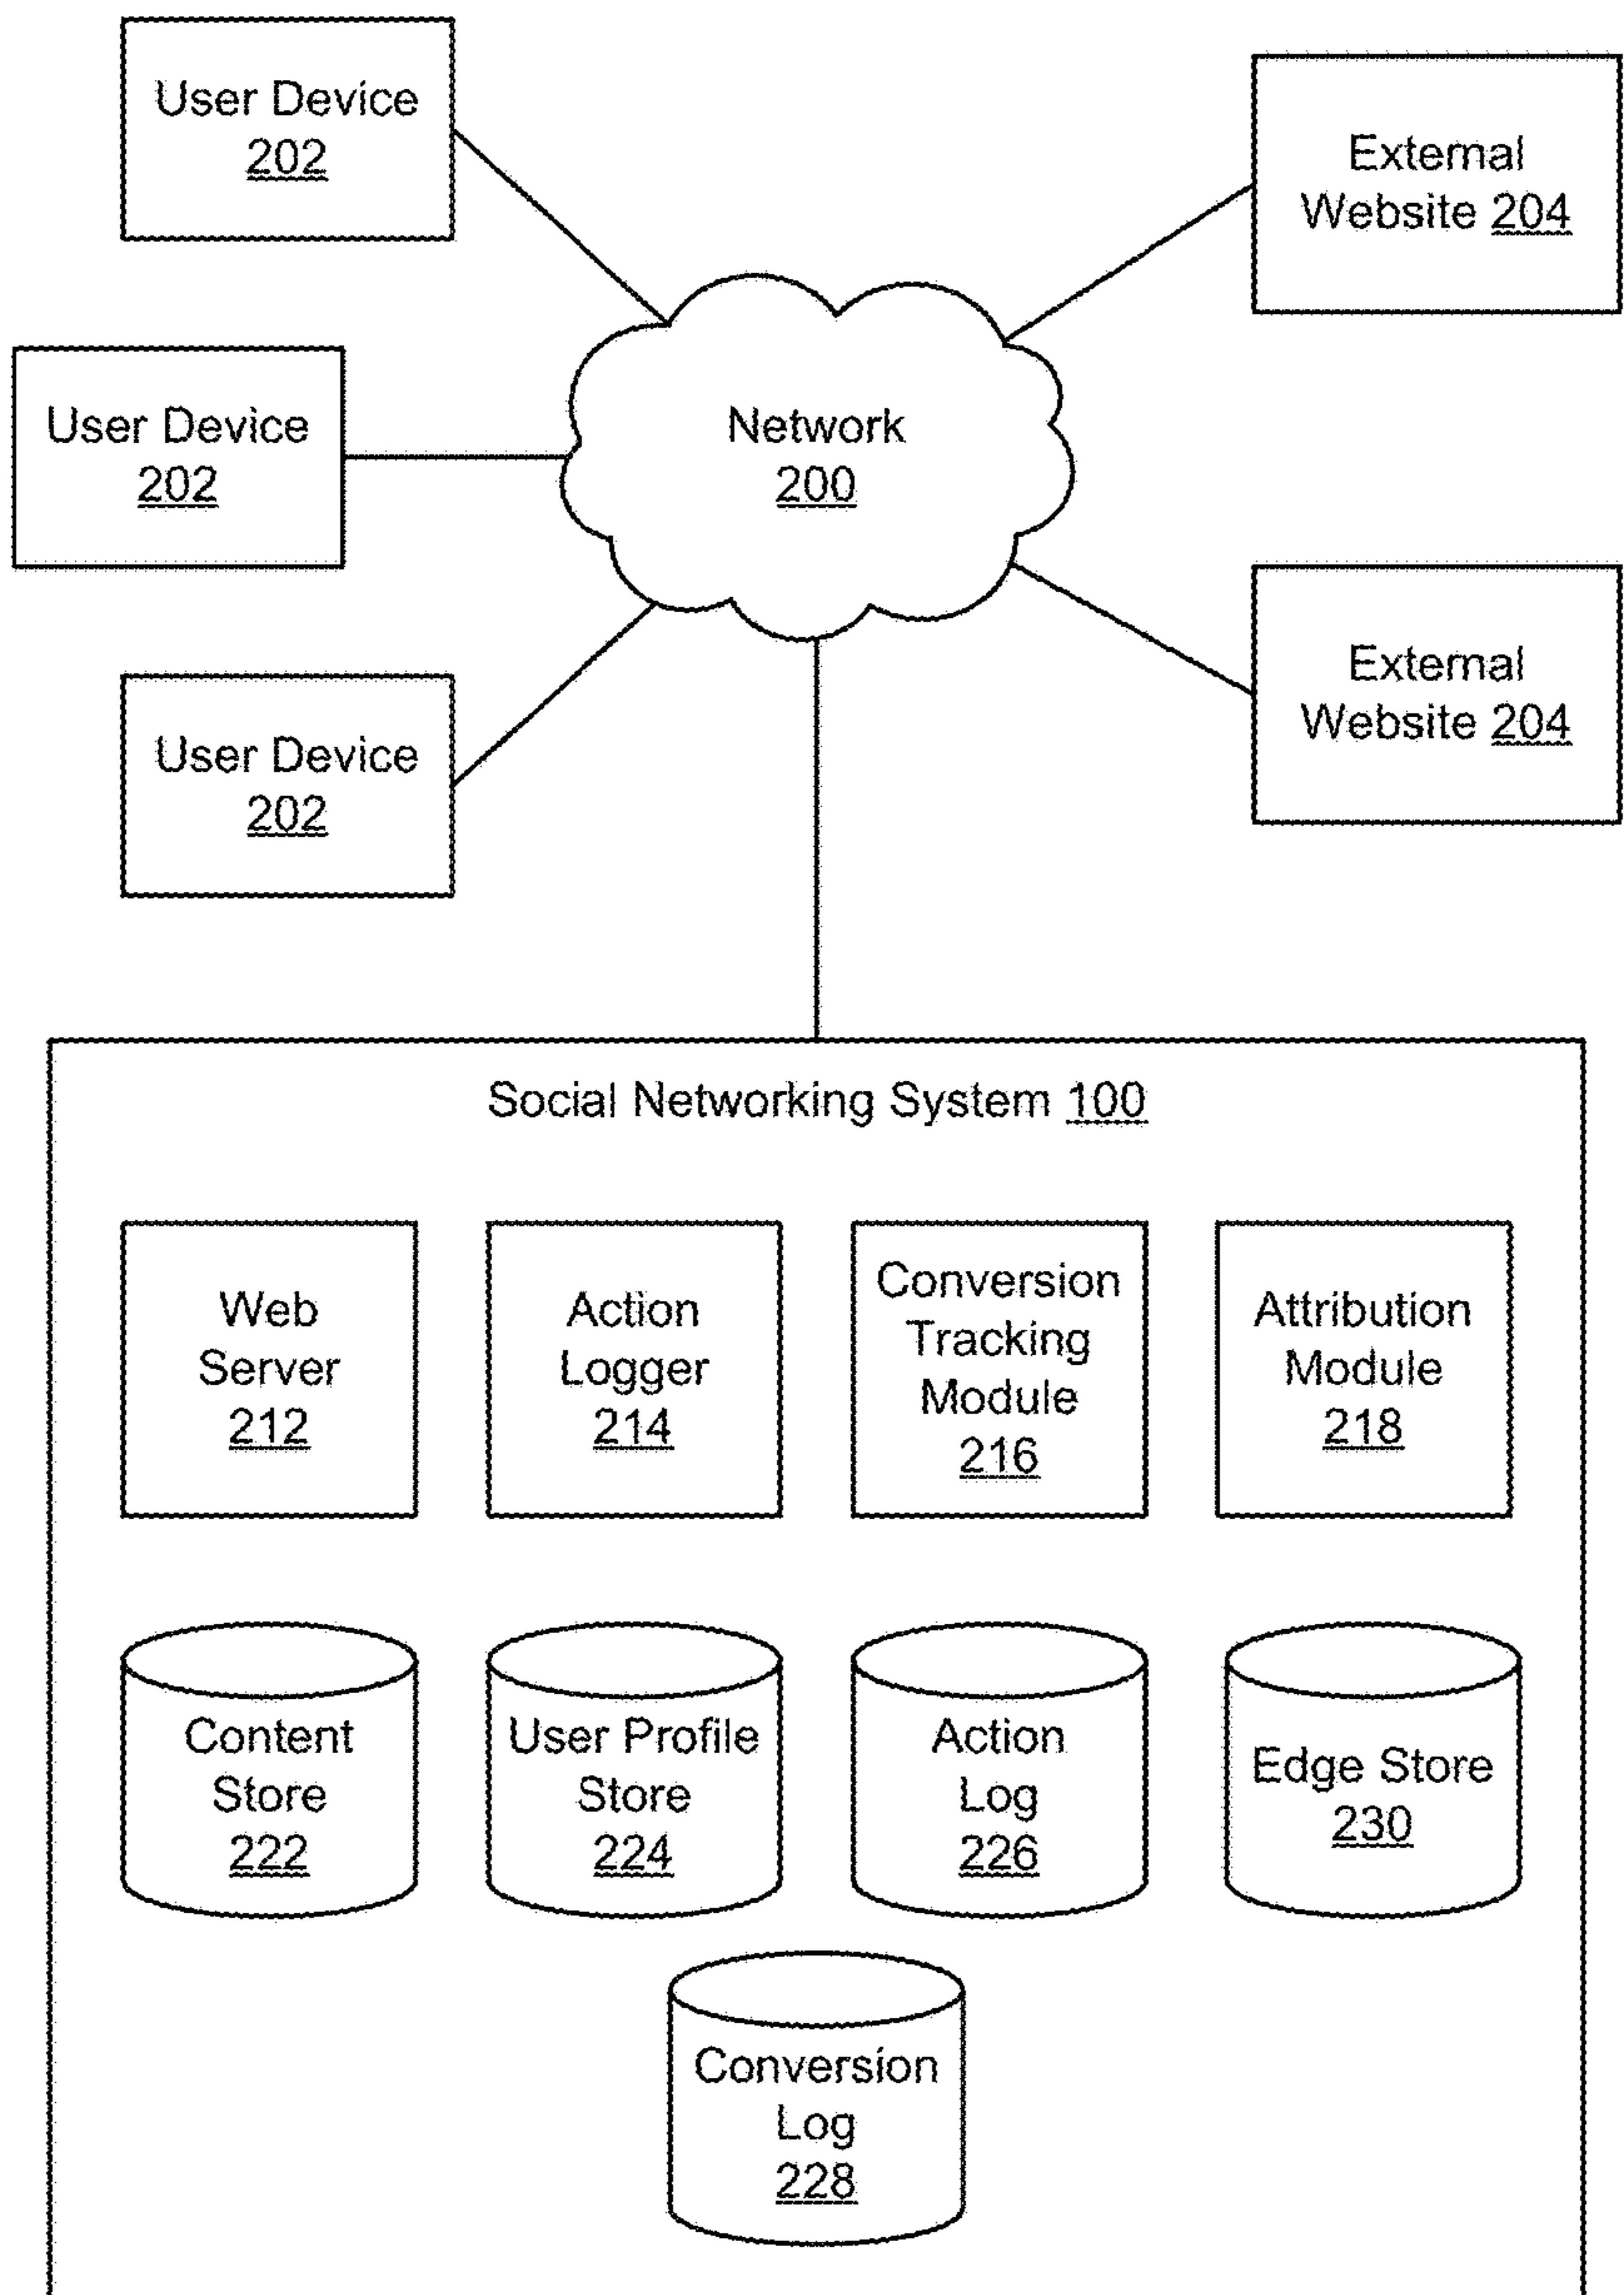 User Device
202
External
Website 204
User Device
202
Network
200
User Device
202
External
Website 204
Social Networking System 100
Web
Server
212
Action
Logger
214
Conversion
Tracking
Module
216
Attribution
Module
218
Content
Store
222
User Profile
Store
224
Action
Log
226
Edge Store
230
Conversion
Log
228